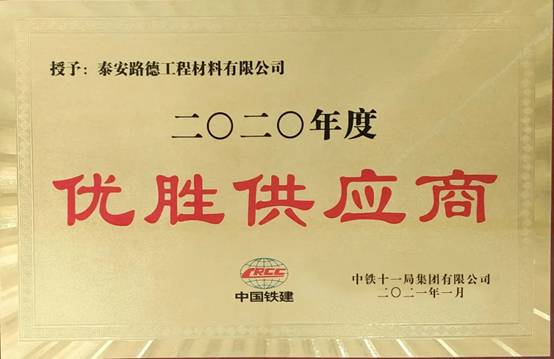 授予：泰安路德工程材料有限公司
二〇二〇年度
优胜供应商
CRCC
中国铁建
中铁十一局集团有限公司
二〇二一年一月